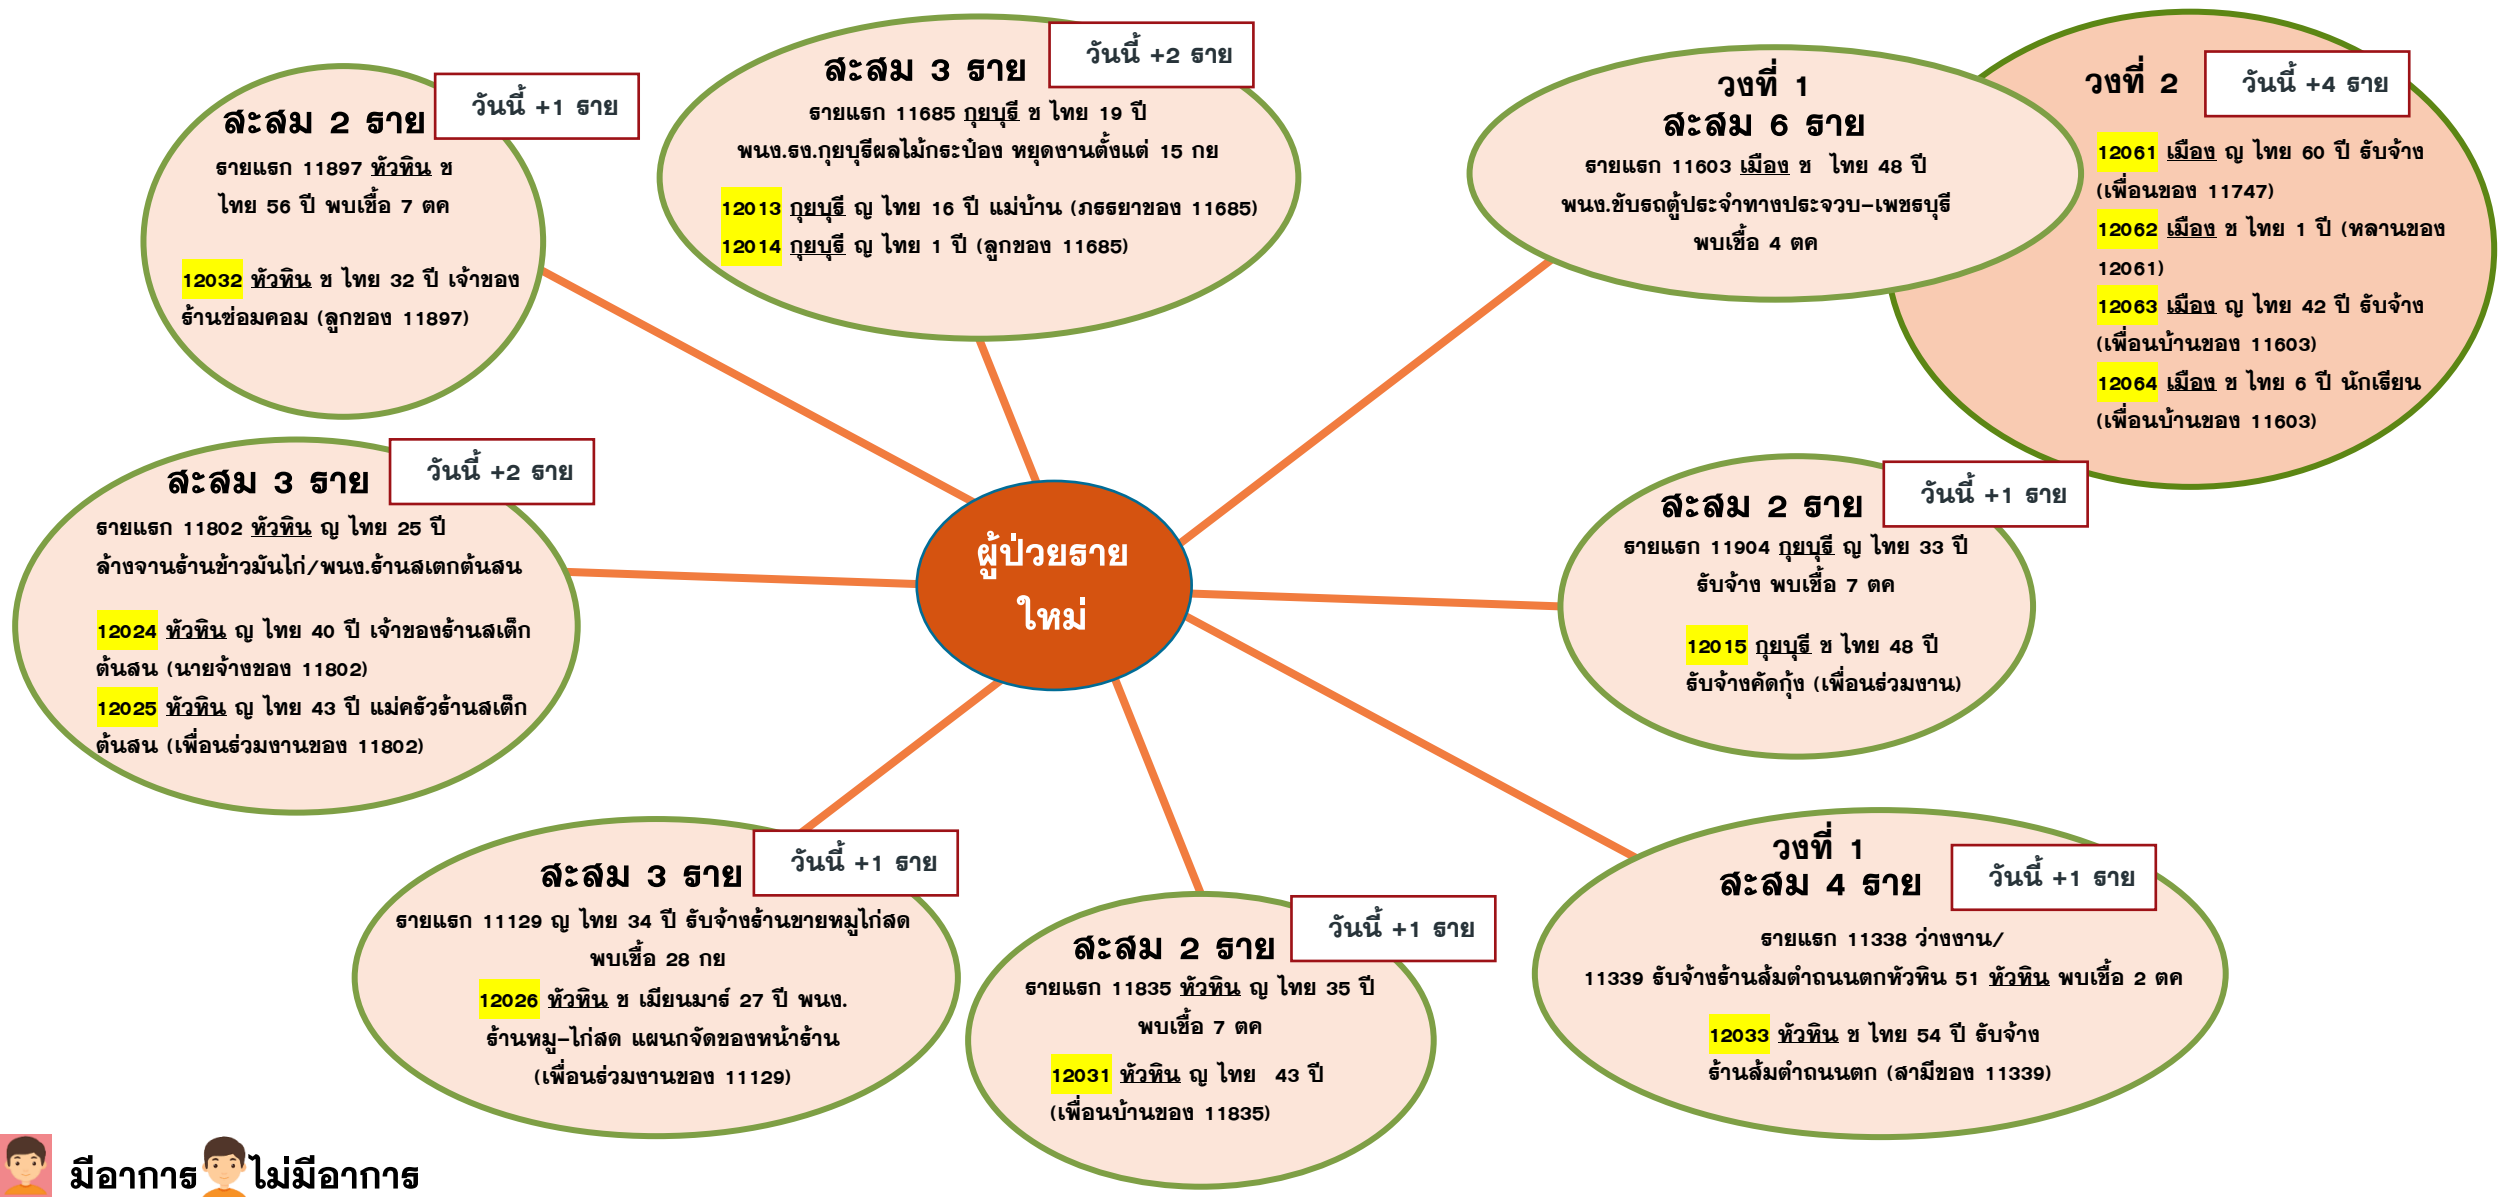 สะสม 2 ราย
วันนี้ +1 ราย
รายแรก 11897 หัวหิน ช
ไทย 56 ปี พบเชื้อ 7 ตค
12032 หัวหิน ช ไทย 32 ปี เจ้าของ
ร้านซ่อมคอม (ลูกของ 11897)
สะสม 3 ราย
วันนี้ +2 ราย
รายแรก 11685 กุยบุรี ช ไทย 19 ปี
พนง.รง.กุยบุรีผลไม้กระป๋อง หยุดงานตั้งแต่ 15 กย
12013 กุยบุรี ญ ไทย 16 ปี แม่บ้าน (ภรรยาของ 11685)
12014 กุยบุรี ญ ไทย 1 ปี (ลูกของ 11685)
วงที่ 1
สะสม 6 ราย
รายแรก 11603 เมือง ช ไทย 48 ปี
พนง.ขับรถตู้ประจำทางประจวบ-เพชรบุรี
พบเชื้อ 4 ตค
วงที่ 2
วันนี้ +4 ราย
12061 เมือง ญ ไทย 60 ปี รับจ้าง
(เพื่อนของ 11747)
12062 เมือง ช ไทย 1 ปี (หลานของ
12061)
12063 เมือง ญ ไทย 42 ปี รับจ้าง
(เพื่อนบ้านของ 11603)
12064 เมือง ช ไทย 6 ปี นักเรียน
(เพื่อนบ้านของ 11603)
สะสม 3 ราย
วันนี้ +2 ราย
รายแรก 11802 หัวหิน ญ ไทย 25 ปี
ล้างจานร้านข้าวมันไก่/พนง.ร้านสเตกต้นสน
12024 หัวหิน ญ ไทย 40 ปี เจ้าของร้านสเต็ก
ต้นสน (นายจ้างของ 11802)
12025 หัวหิน ญ ไทย 43 ปี แม่ครัวร้านสเต็ก
ต้นสน (เพื่อนร่วมงานของ 11802)
ผู้ป่วยราย
ใหม่
สะสม 2 ราย
วันนี้ +1 ราย
รายแรก 11904 กุยบุรี ญ ไทย 33 ปี
รับจ้าง พบเชื้อ 7 ตค
12015 กุยบุรี ช ไทย 48 ปี
รับจ้างคัดกุ้ง (เพื่อนร่วมงาน)
สะสม 3 ราย
วันนี้ +1 ราย
รายแรก 11129 ญ ไทย 34 ปี รับจ้างร้านขายหมูไก่สด
พบเชื้อ 28 กย
12026 หัวหิน ช เมียนมาร์ 27 ปี พนง.
ร้านหมู-ไก่สด แผนกจัดของหน้าร้าน
(เพื่อนร่วมงานของ 11129)
สะสม 2 ราย
วันนี้ +1 ราย
รายแรก 11835 หัวหิน ญ ไทย 35 ปี
พบเชื้อ 7 ตค
12031 หัวหิน ญ ไทย 43 ปี
(เพื่อนบ้านของ 11835)
วงที่ 1
สะสม 4 ราย
วันนี้ +1 ราย
รายแรก 11338 ว่างงาน/
11339 รับจ้างร้านส้มตำถนนตกหัวหิน 51 หัวหิน พบเชื้อ 2 ตค
12033 หัวหิน ช ไทย 54 ปี รับจ้าง
ร้านส้มตำถนนตก (สามีของ 11339)
มีอาการ ไม่มีอาการ